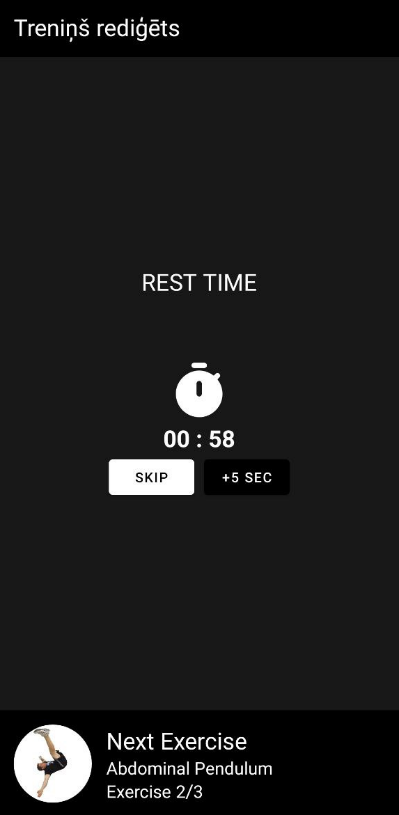 Treniņš rediģēts
REST TIME
00 : 58
SKIP
+5 SEC
Next Exercise
Abdominal Pendulum
Exercise 2/3